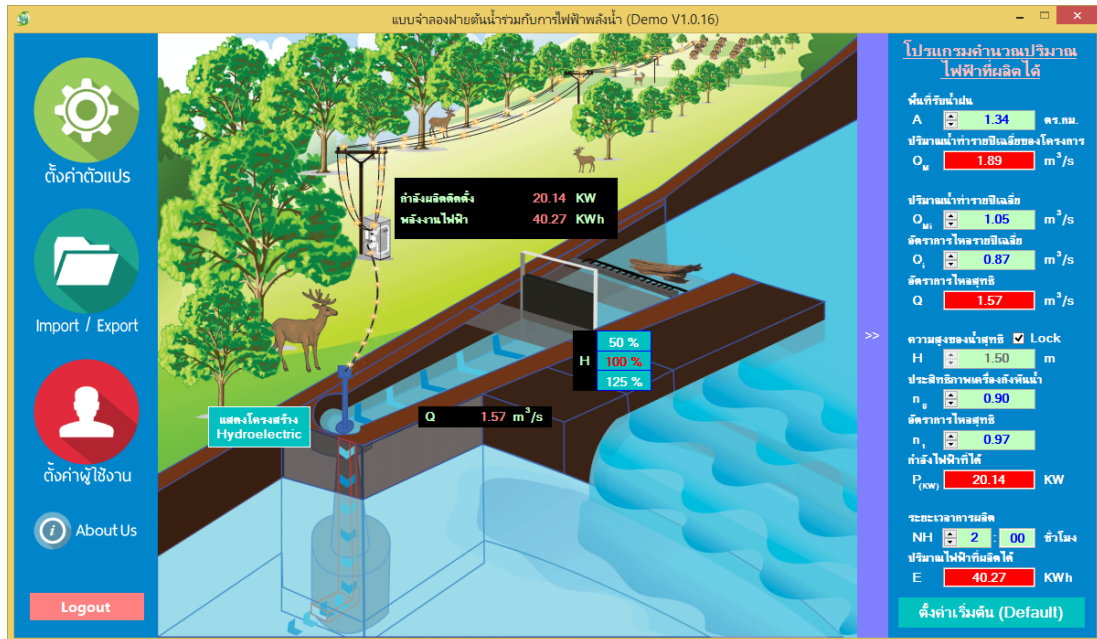 แบบจำลองฝายต้นน้ำร่วมกับการไฟฟ้าพลังน้ำ (Demo V1.0.16)
ตั้งค่าตัวแปร
Import / Export
ตั้งค่าผู้ใช้งาน
About Us
Logout
กำลังผลิตติดตั้ง 20.14 KW
พลังงานไฟฟ้า 40.27 KWh
50 %
H 100 %
125 %
Q 1.57 m³/s
แสดงโครงสร้าง
Hydroelectric
>>
โปรแกรมคำนวณปริมาณ
ไฟฟ้าที่ผลิตได้
พื้นที่รับน้ำฝน
A 1.34 ตร.กม.
ปริมาณน้ำท่ารายปีเฉลี่ยของโครงการ
Q_M 1.89 m³/s
ปริมาณน้ำท่ารายปีเฉลี่ย
Q_Mi 1.05 m³/s
อัตราการไหลรายปีเฉลี่ย
Q_i 0.87 m³/s
อัตราการไหลสุทธิ
Q 1.57 m³/s
ความสูงของน้ำสุทธิ Lock
H 1.50 m
ประสิทธิภาพเครื่องกังหันน้ำ
n_g 0.90
อัตราการไหลสุทธิ
n_t 0.97
กำลังไฟฟ้าที่ได้
P_(KW) 20.14 KW
ระยะเวลาการผลิต
NH 2 : 00 ชั่วโมง
ปริมาณไฟฟ้าที่ผลิตได้
E 40.27 KWh
ตั้งค่าเริ่มต้น (Default)